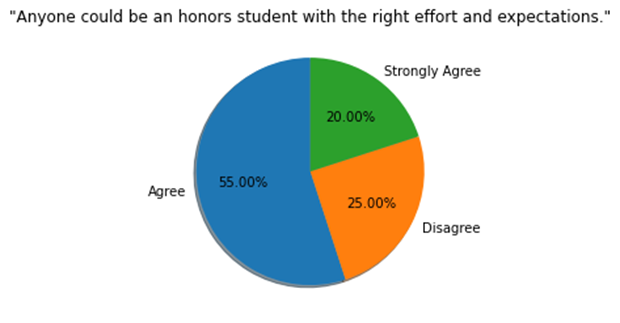 "Anyone could be an honors student with the right effort and expectations."
Strongly Agree
20.00%
55.00%
Agree
25.00%
Disagree